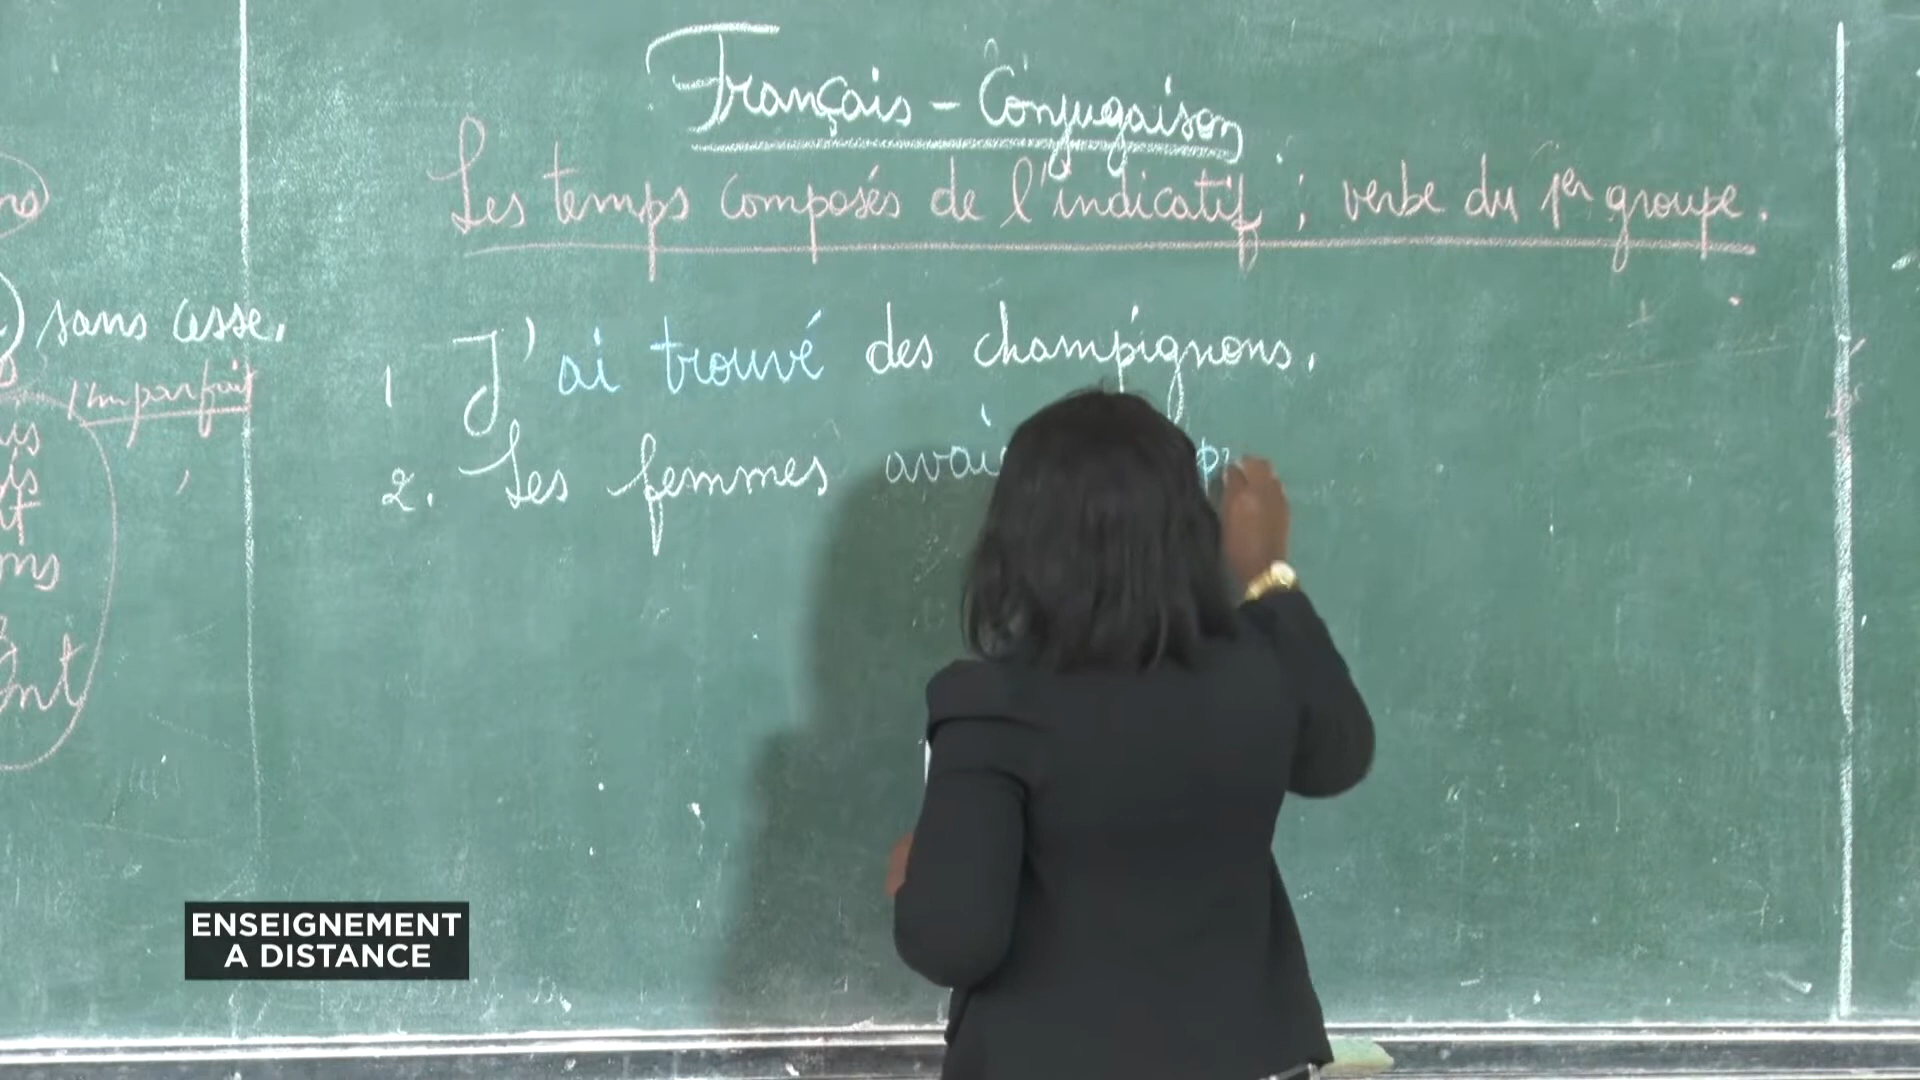 Français - Conjugaison
Les temps composés de l'indicatif ; verbe du 1er groupe.
sans cesse.
l'imparfait
1 J'ai trouvé des champignons.
2. Les femmes
ENSEIGNEMENT
A DISTANCE